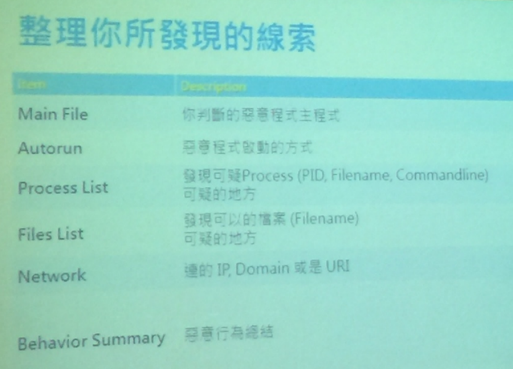 整理你所發現的線索
Item Description
Main File 你判斷的惡意程式主程式
Autorun 惡意程式啟動的方式
Process List 發現可疑Process (PID, Filename, Commandline)
可疑的地方
Files List 發現可以的檔案 (Filename)
可疑的地方
Network 連的 IP, Domain 或是 URI
Behavior Summary 惡意行為總結